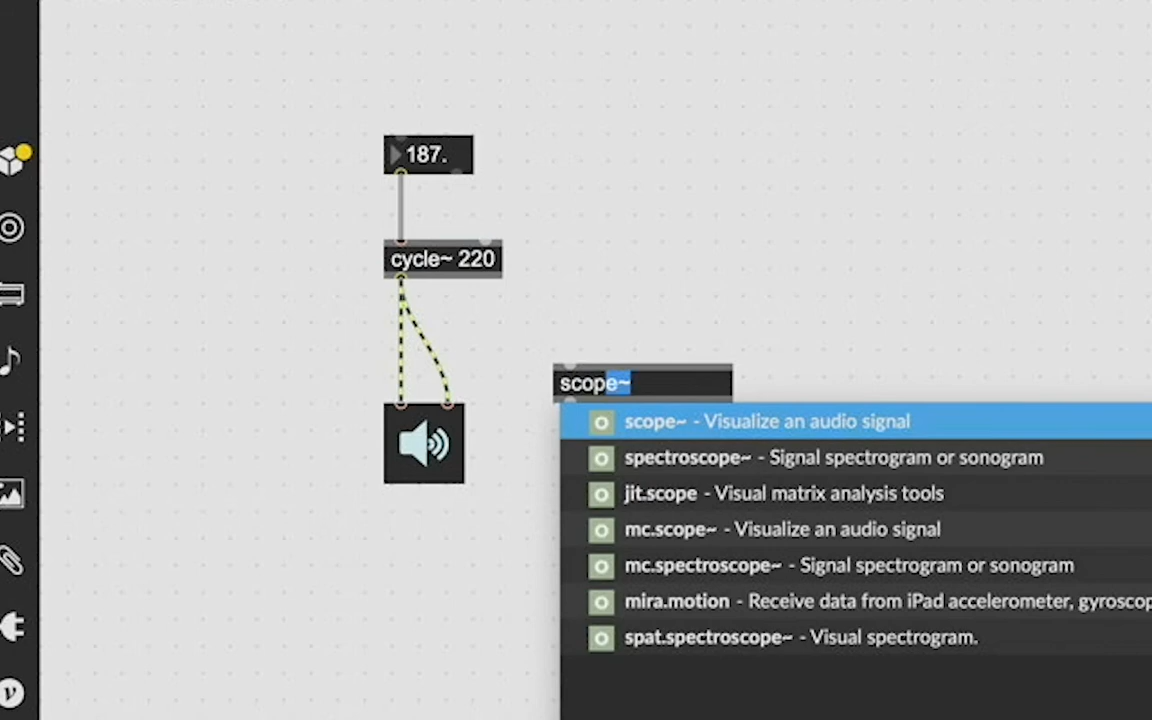 187.
cycle~ 220
scope~
scope~ - Visualize an audio signal
spectroscope~ - Signal spectrogram or sonogram
jit.scope - Visual matrix analysis tools
mc.scope~ - Visualize an audio signal
mc.spectroscope~ - Signal spectrogram or sonogram
mira.motion - Receive data from iPad accelerometer,
spat.spectroscope~ - Visual spectrogram.